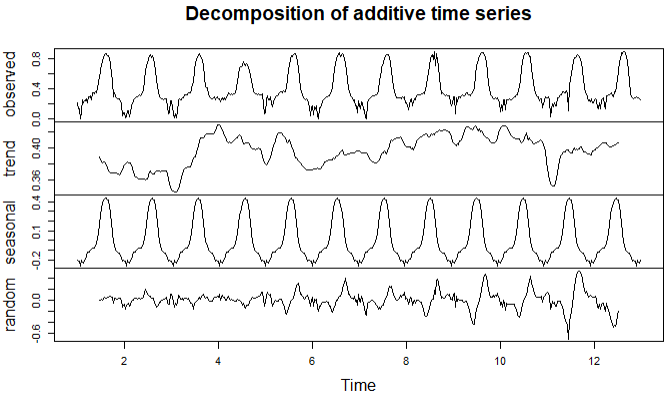 Decomposition of additive time series
observed
0.0 0.4 0.8
trend
0.36 0.40
seasonal
-0.2 0.1 0.4
random
-0.6 0.0
2 4 6 8 10 12
Time